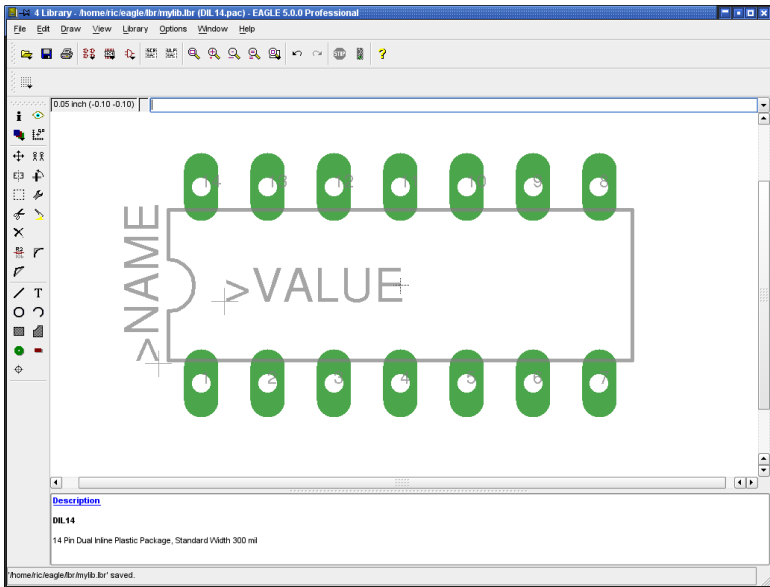 4 Library - /home/ric/eagle/lbr/mylib.lbr (DIL14.pac) - EAGLE 5.0.0 Professional
File Edit Draw View Library Options Window Help
SCR
ULP
0.05 inch (-0.10 -0.10)
14 13 12 11 10 9 8
>NAME
>VALUE
1 2 3 4 5 6 7
Description
DIL14
14 Pin Dual Inline Plastic Package, Standard Width 300 mil
'/home/ric/eagle/lbr/mylib.lbr' saved.